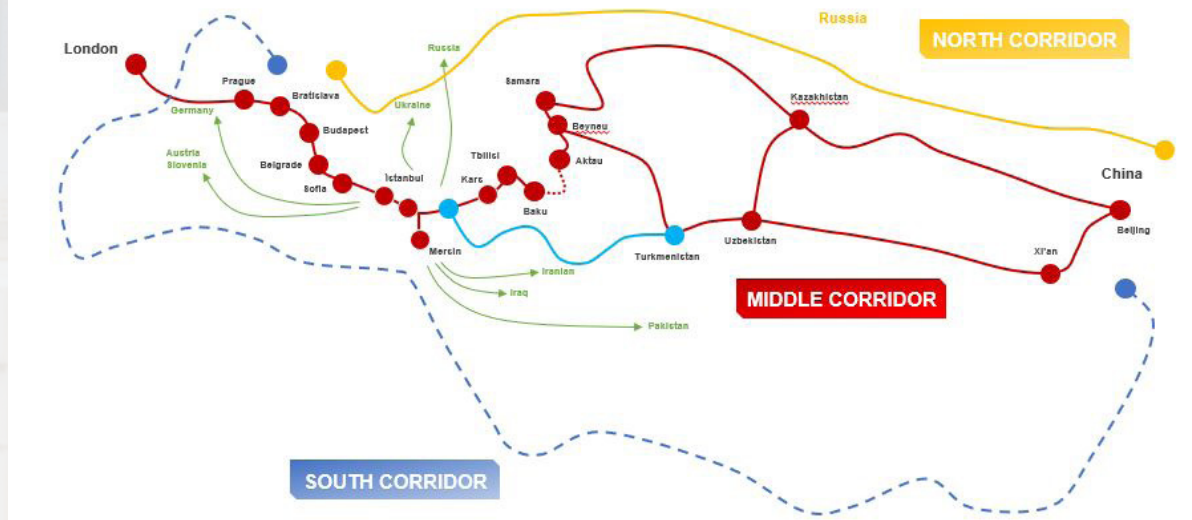 Russia
NORTH CORRIDOR
London
Russia
Prague
Samara
Kazakhistan
Bratislava
Germany
Ukraine
Beyneu
Budapest
Austria
Slovenia
Tbilisi
Aktau
China
Belgrade
Kars
Sofia
İstanbul
Baku
Beijing
Uzbekistan
Mersin
Turkmenistan
Xi'an
Iranian
Iraq
MIDDLE CORRIDOR
Pakistan
SOUTH CORRIDOR